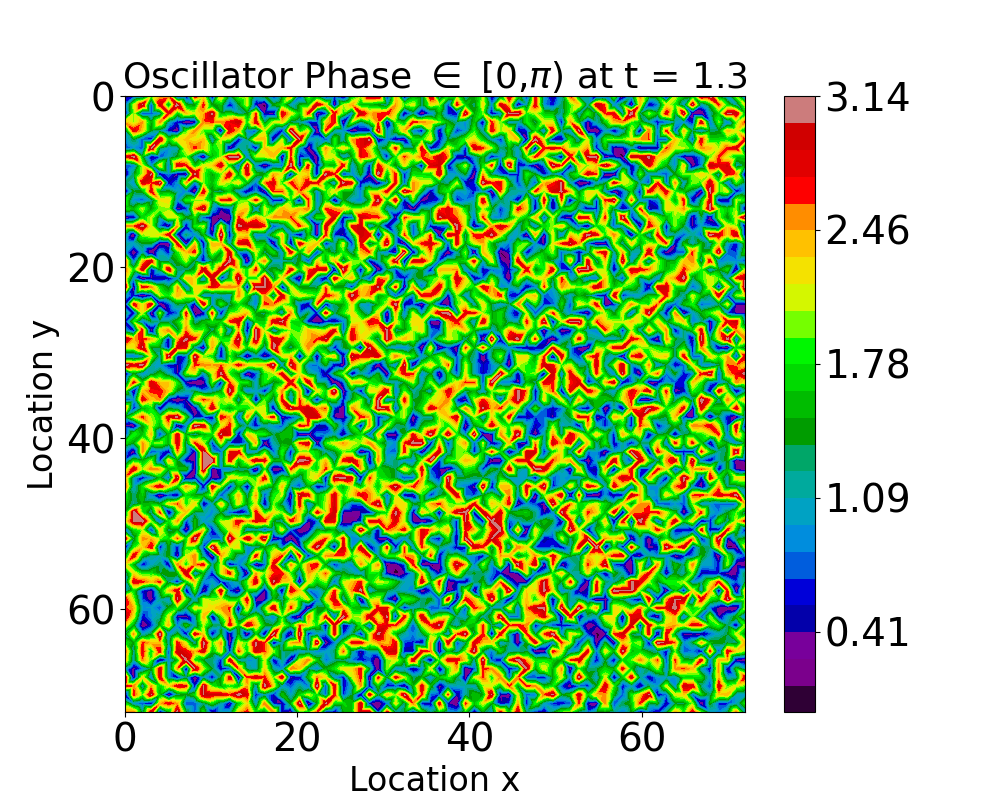 Oscillator Phase ∈ [0,π) at t = 1.3
0
20
40
60
Location y
0 20 40 60
Location x
3.14
2.46
1.78
1.09
0.41